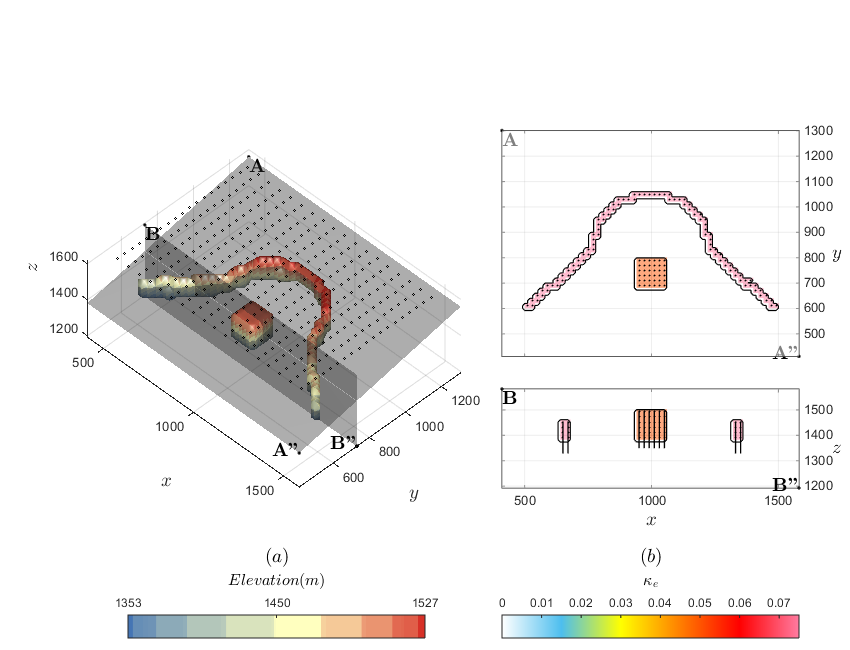 A
B
1600
1400
1200
z
500
1000
1500
x
A"
B"
600
800
1000
1200
y
A
1300
1200
1100
1000
900
800
700
600
500
y
A"
B
1500
1400
1300
1200
z
B"
500
1000
1500
x
(a)
(b)
Elevation(m)
κe
1353
1450
1527
0
0.01
0.02
0.03
0.04
0.05
0.06
0.07